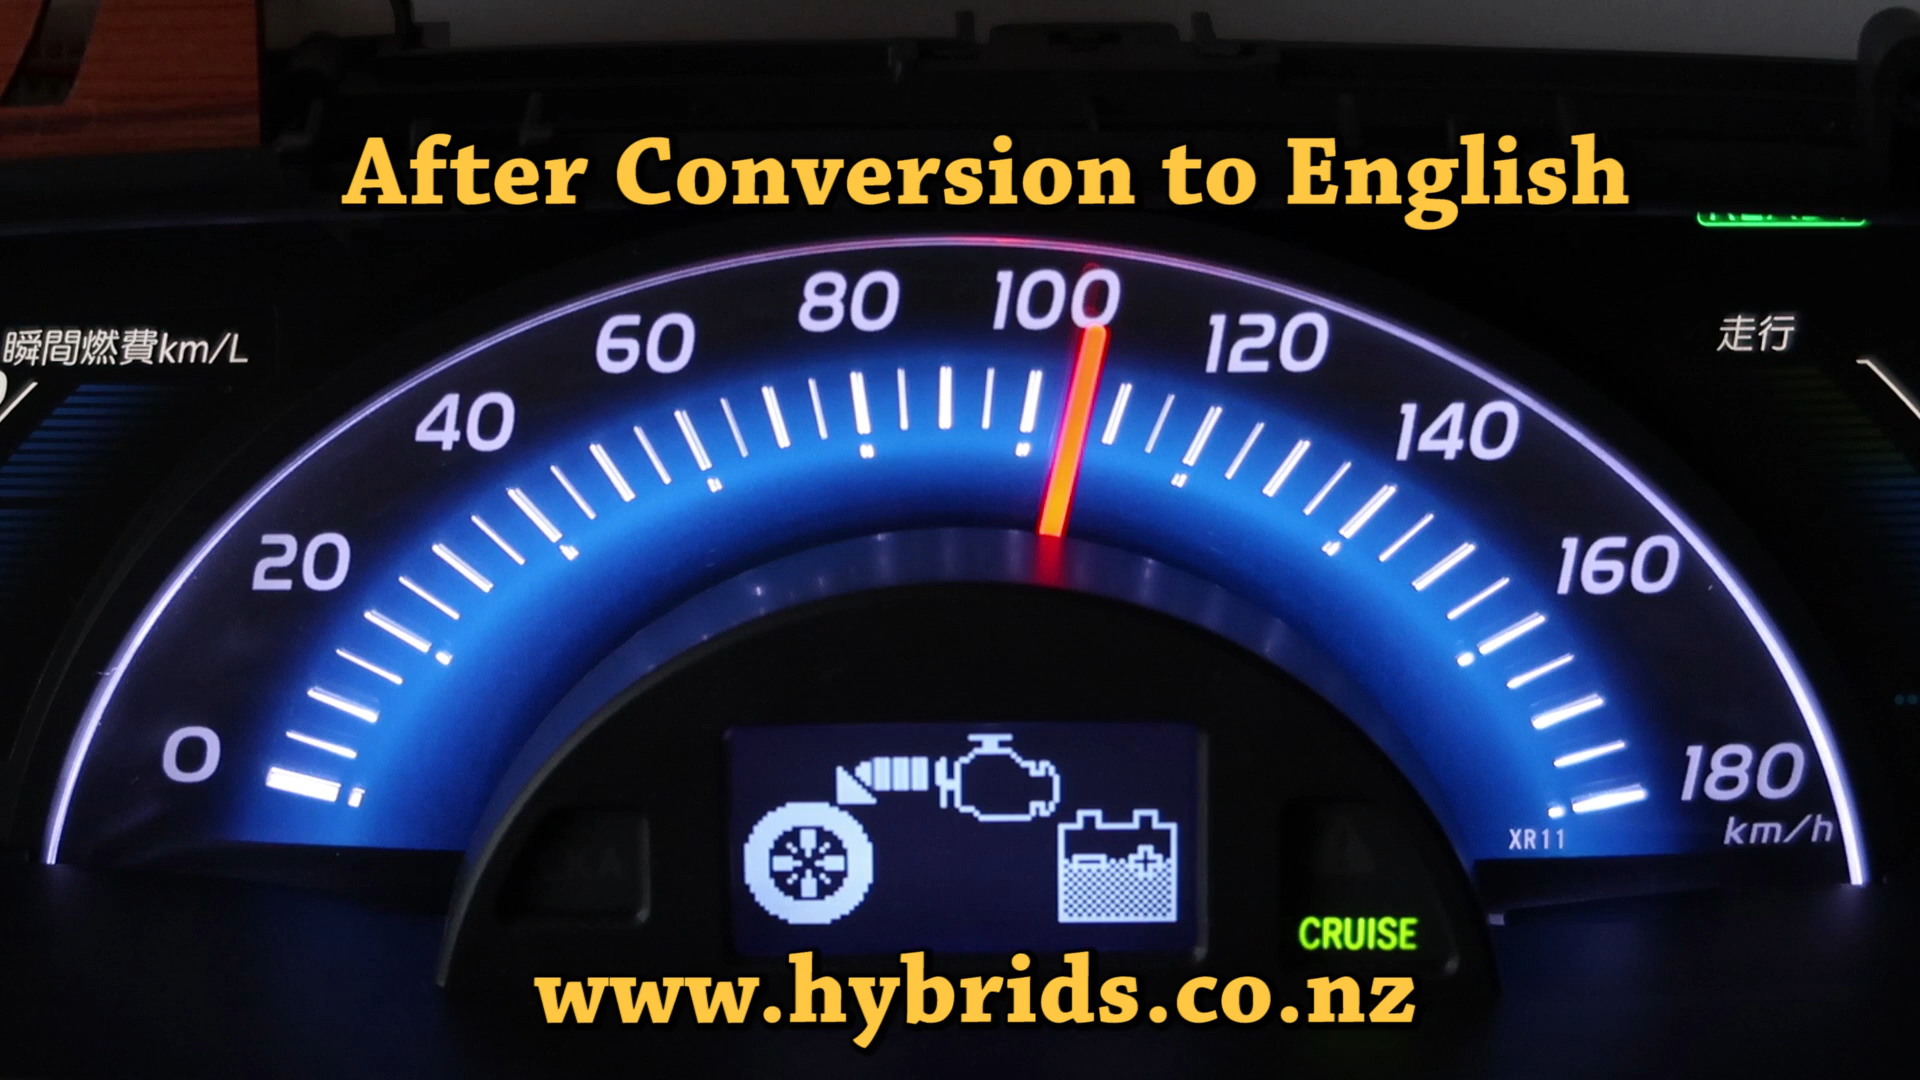 After Conversion to English
瞬間燃費km/L
走行
0
20
40
60
80
100
120
140
160
180
km/h
XR11
CRUISE
www.hybrids.co.nz